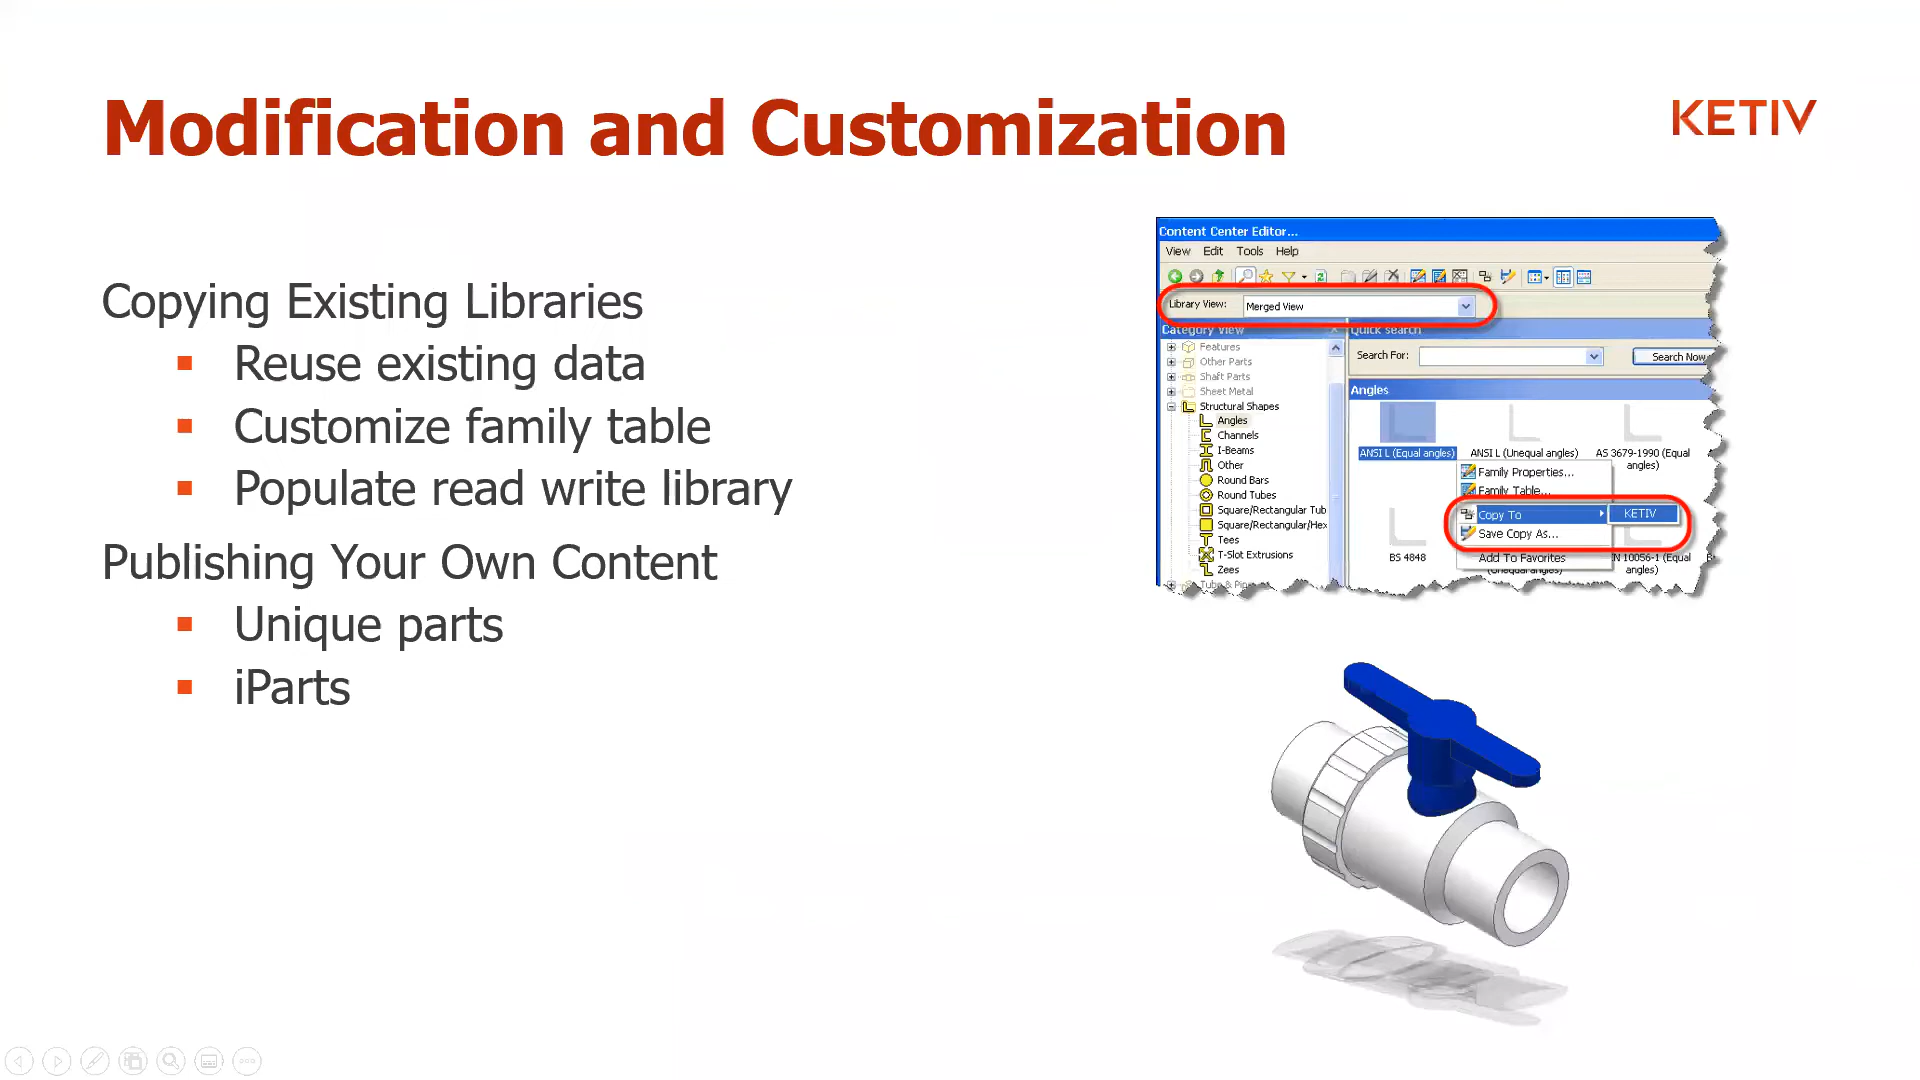 Modification and Customization
KETIV
Copying Existing Libraries
Reuse existing data
Customize family table
Populate read write library
Publishing Your Own Content
Unique parts
iParts
Content Center Editor...
View Edit Tools Help
Library View: Merged View
Category View
Features
Other Parts
Shaft Parts
Sheet Metal
Structural Shapes
Angles
Channels
I-Beams
Other
Round Bars
Round Tubes
Square/Rectangular Tub
Square/Rectangular/Hex
Tees
T-Slot Extrusions
Zees
Tube & Pipe
Quick search
Search For: Search Now
Angles
ANSI L (Equal angles) ANSI L (Unequal angles) AS 3679-1990 (Equal
angles)
Family Properties...
Family Table...
Copy To KETIV
Save Copy As...
Add To Favorites
BS 4848
(Unequal angles)
N 10056-1 (Equal
angles)